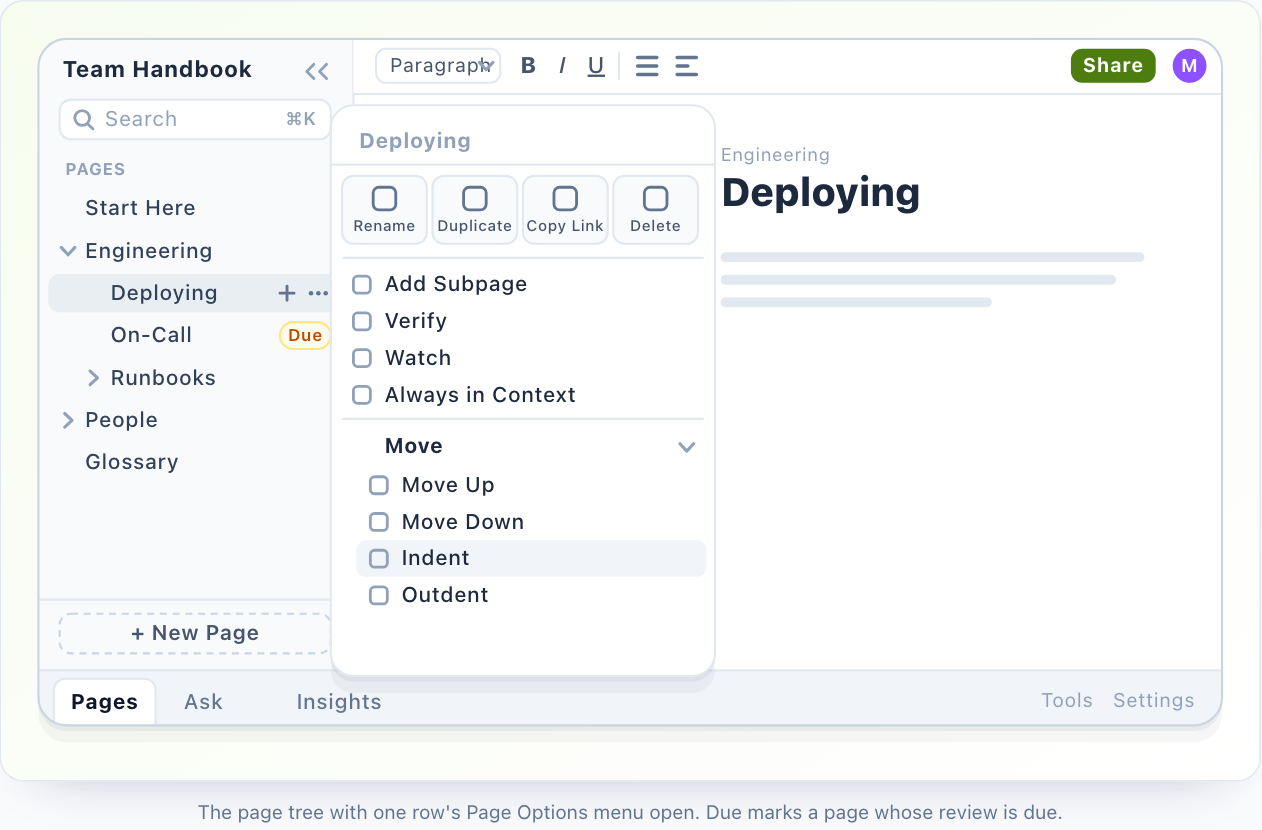 Team Handbook
Search ⌘K
PAGES
Start Here
Engineering
Deploying
On-Call Due
Runbooks
People
Glossary
+ New Page
Paragraph B I U
Share M
Deploying
Rename Duplicate Copy Link Delete
Add Subpage
Verify
Watch
Always in Context
Move
Move Up
Move Down
Indent
Outdent
Engineering
Deploying
Pages Ask Insights Tools Settings
The page tree with one row's Page Options menu open. Due marks a page whose review is due.